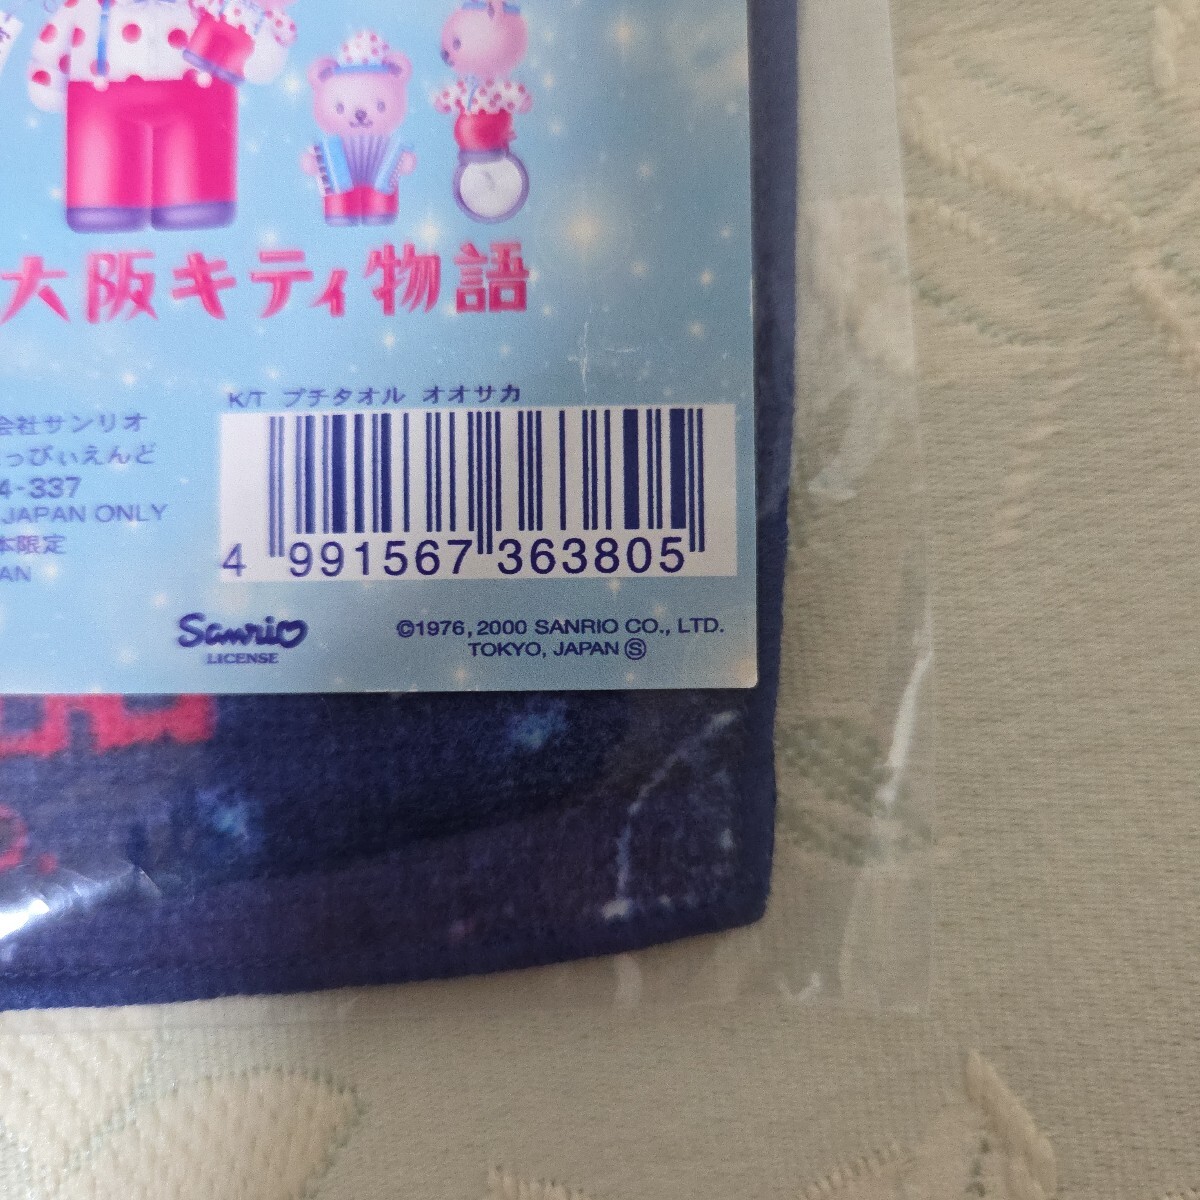 大阪キティ物語
K/T プチタオル オオサカ
会社サンリオ
っぴぃえんど
4-337
JAPAN ONLY
本限定
AN
4 991567 363805
Sanrio
LICENSE
©1976, 2000 SANRIO CO., LTD.
TOKYO, JAPAN Ⓢ